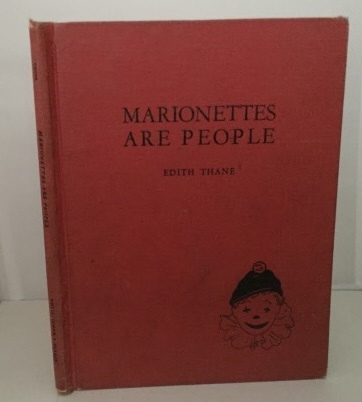 MARIONETTES
ARE PEOPLE
EDITH THANE
MARIONETTES ARE PEOPLE